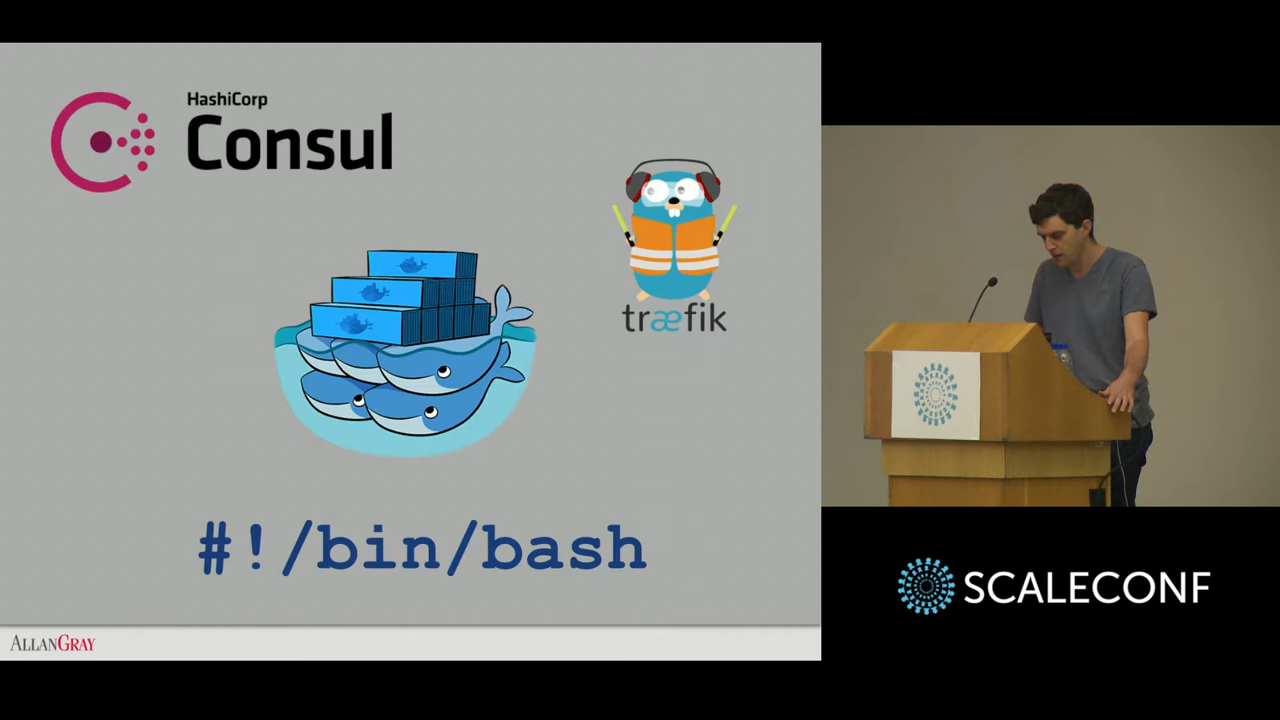 HashiCorp
Consul
træfik
#!/bin/bash
ALLANGRAY
SCALECONF